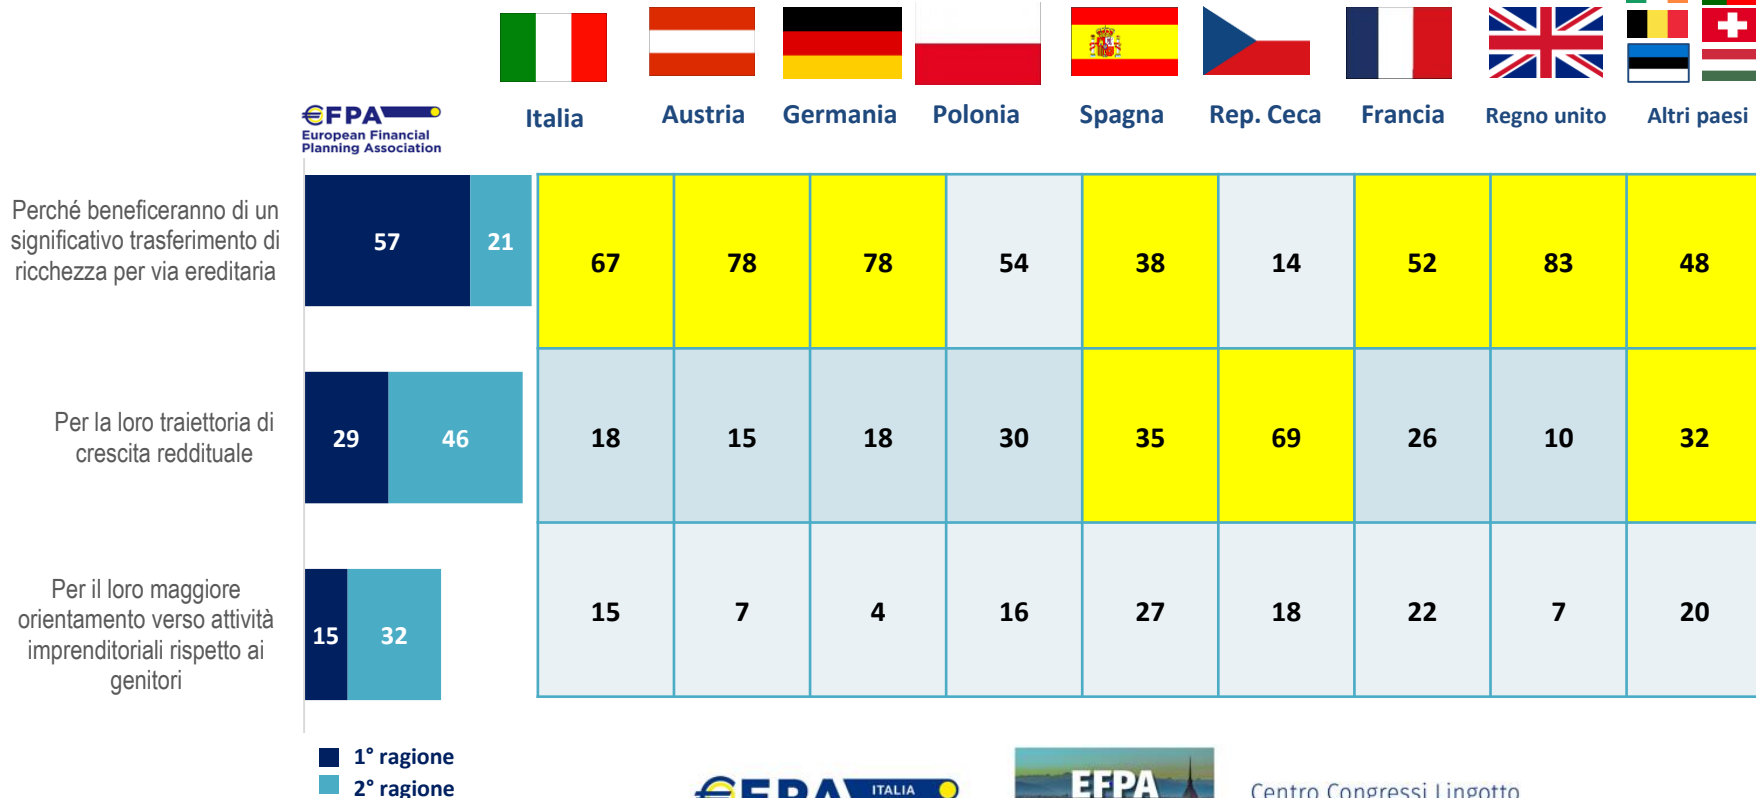 Italia Austria Germania Polonia Spagna Rep. Ceca Francia Regno unito Altri paesi
€FPA
European Financial
Planning Association
Perché beneficeranno di un
significativo trasferimento di
ricchezza per via ereditaria
57 21 67 78 78 54 38 14 52 83 48
Per la loro traiettoria di
crescita reddituale
29 46 18 15 18 30 35 69 26 10 32
Per il loro maggiore
orientamento verso attività
imprenditoriali rispetto ai
genitori
15 32 15 7 4 16 27 18 22 7 20
1° ragione
2° ragione
€FPA ITALIA
EFPA
Centro Congressi Lingotto